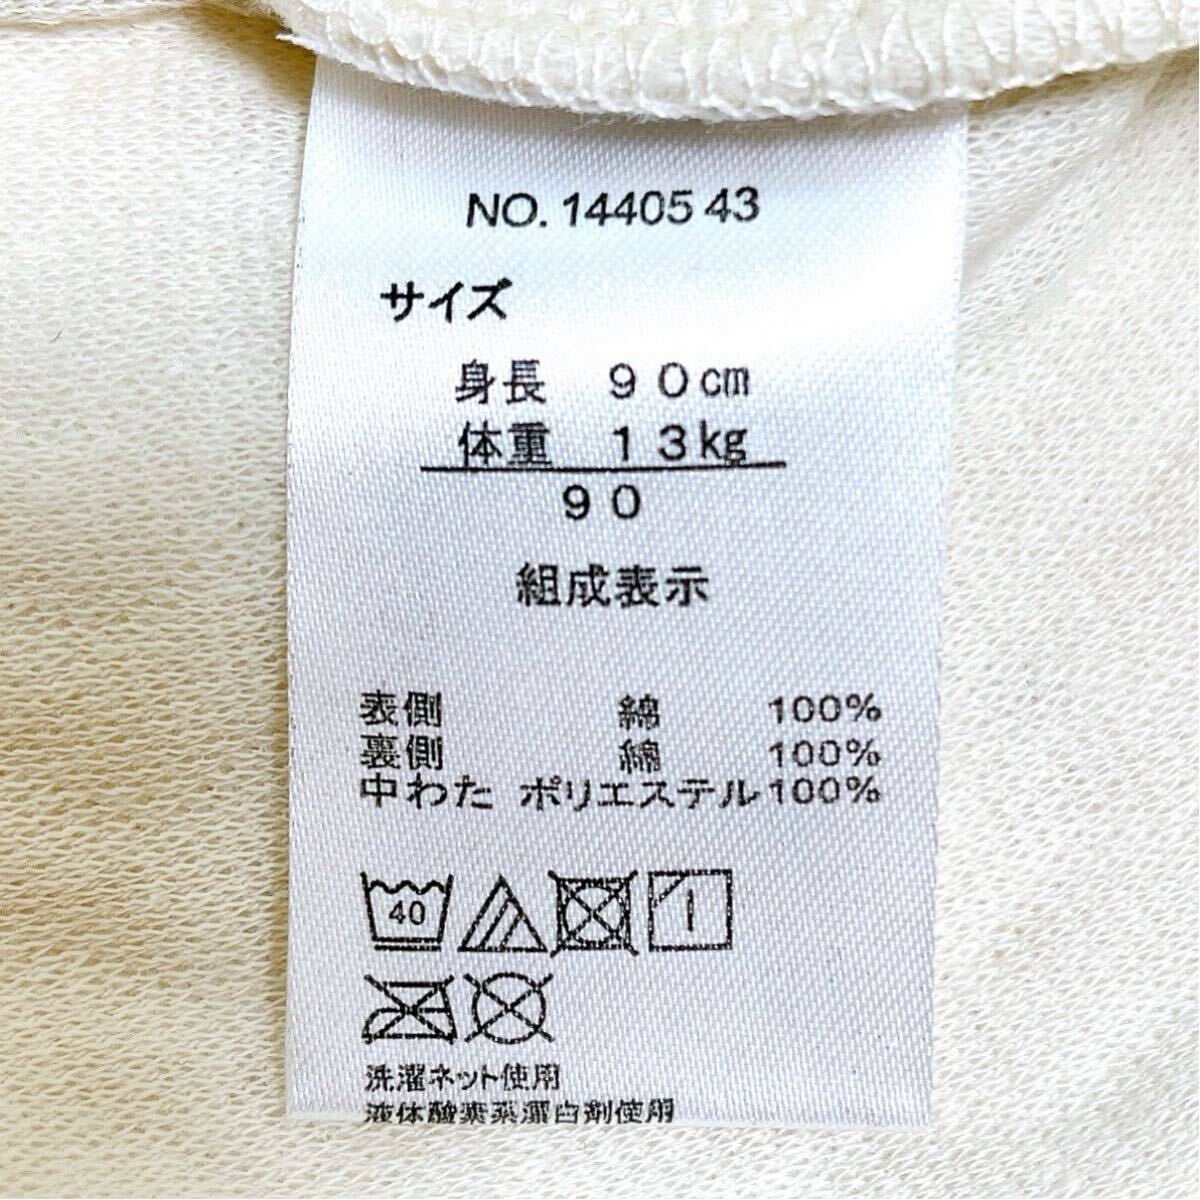 NO. 14405 43
サイズ
身長 90cm
体重 13kg
90
組成表示
表側 綿 100%
裏側 綿 100%
中わた ポリエステル 100%
40
洗濯ネット使用
液体酸素系漂白剤使用